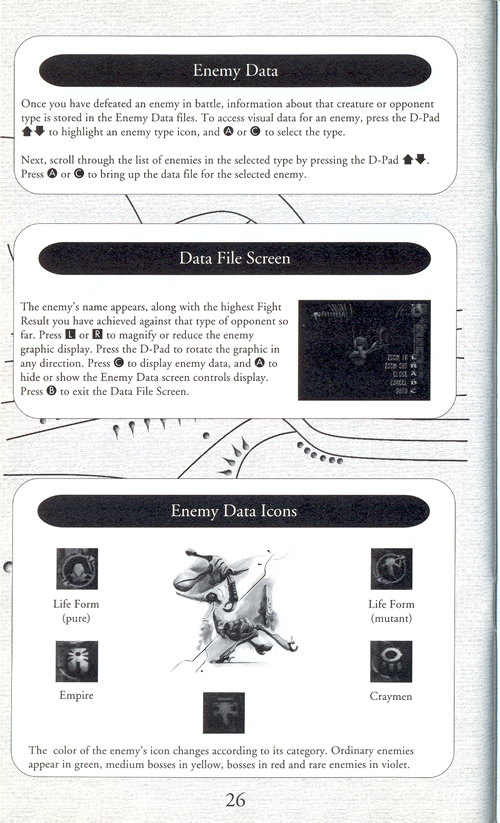 Enemy Data
Once you have defeated an enemy in battle, information about that creature or opponent
type is stored in the Enemy Data files. To access visual data for an enemy, press the D-Pad
⬆⬇ to highlight an enemy type icon, and A or C to select the type.
Next, scroll through the list of enemies in the selected type by pressing the D-Pad ⬆⬇.
Press A or C to bring up the data file for the selected enemy.
Data File Screen
The enemy's name appears, along with the highest Fight
Result you have achieved against that type of opponent so
far. Press L or R to magnify or reduce the enemy
graphic display. Press the D-Pad to rotate the graphic in
any direction. Press C to display enemy data, and A to
hide or show the Enemy Data screen controls display.
Press B to exit the Data File Screen.
Enemy Data Icons
Life Form
(pure)
Life Form
(mutant)
Empire
Craymen
The color of the enemy's icon changes according to its category. Ordinary enemies
appear in green, medium bosses in yellow, bosses in red and rare enemies in violet.
26